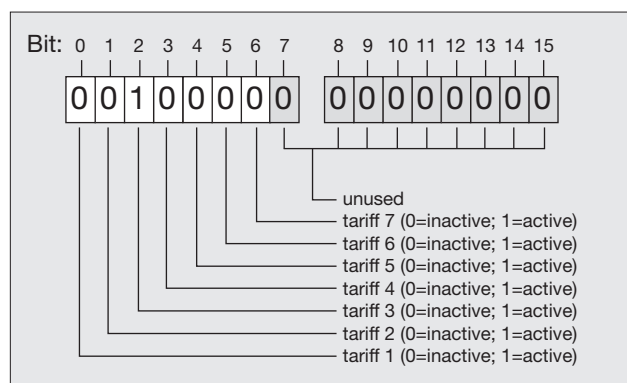 Bit: 0 1 2 3 4 5 6 7 8 9 10 11 12 13 14 15
0 0 1 0 0 0 0 0 0 0 0 0 0 0 0 0
unused
tariff 7 (0=inactive; 1=active)
tariff 6 (0=inactive; 1=active)
tariff 5 (0=inactive; 1=active)
tariff 4 (0=inactive; 1=active)
tariff 3 (0=inactive; 1=active)
tariff 2 (0=inactive; 1=active)
tariff 1 (0=inactive; 1=active)